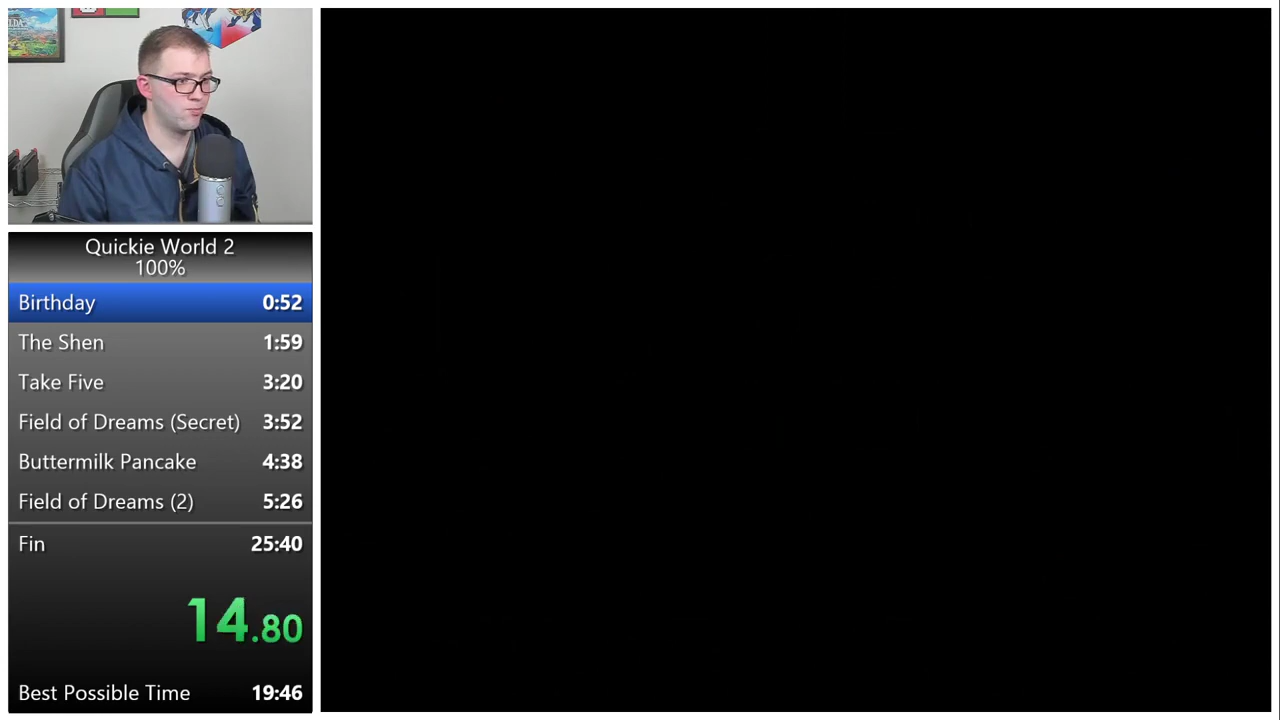 Quickie World 2
100%
Birthday 0:52
The Shen 1:59
Take Five 3:20
Field of Dreams (Secret) 3:52
Buttermilk Pancake 4:38
Field of Dreams (2) 5:26
Fin 25:40
14.80
Best Possible Time 19:46